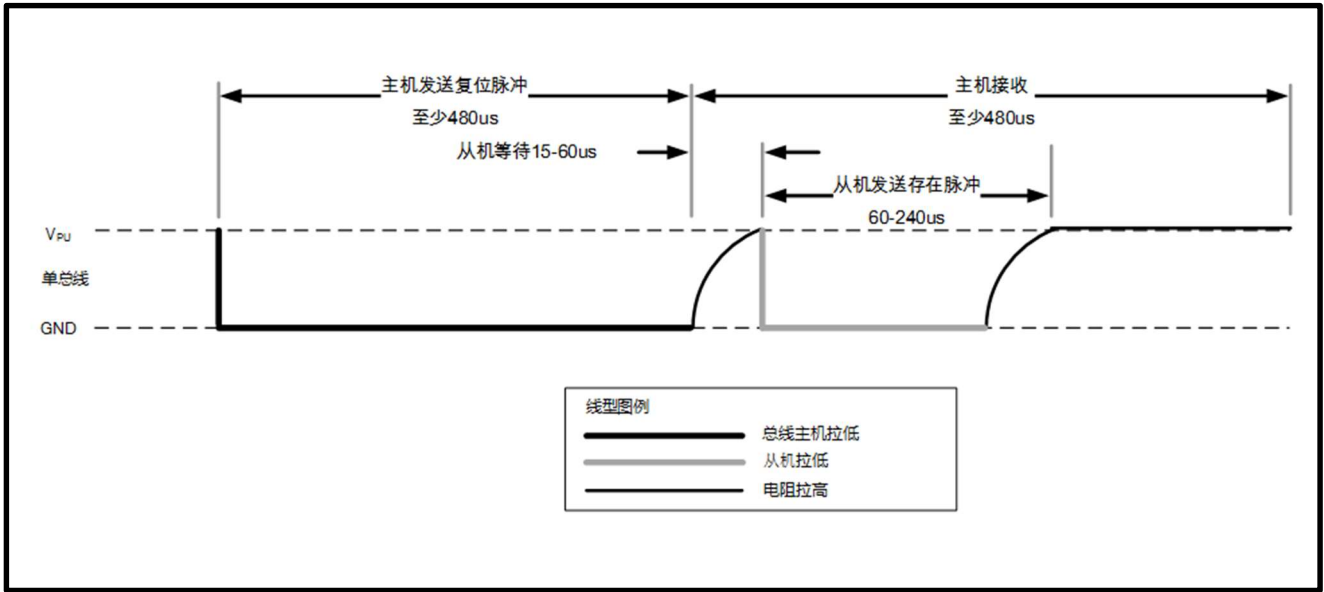 主机发送复位脉冲
至少480us
主机接收
至少480us
从机等待15-60us
从机发送存在脉冲
60-240us
VPU
单总线
GND
线型图例
总线主机拉低
从机拉低
电阻拉高